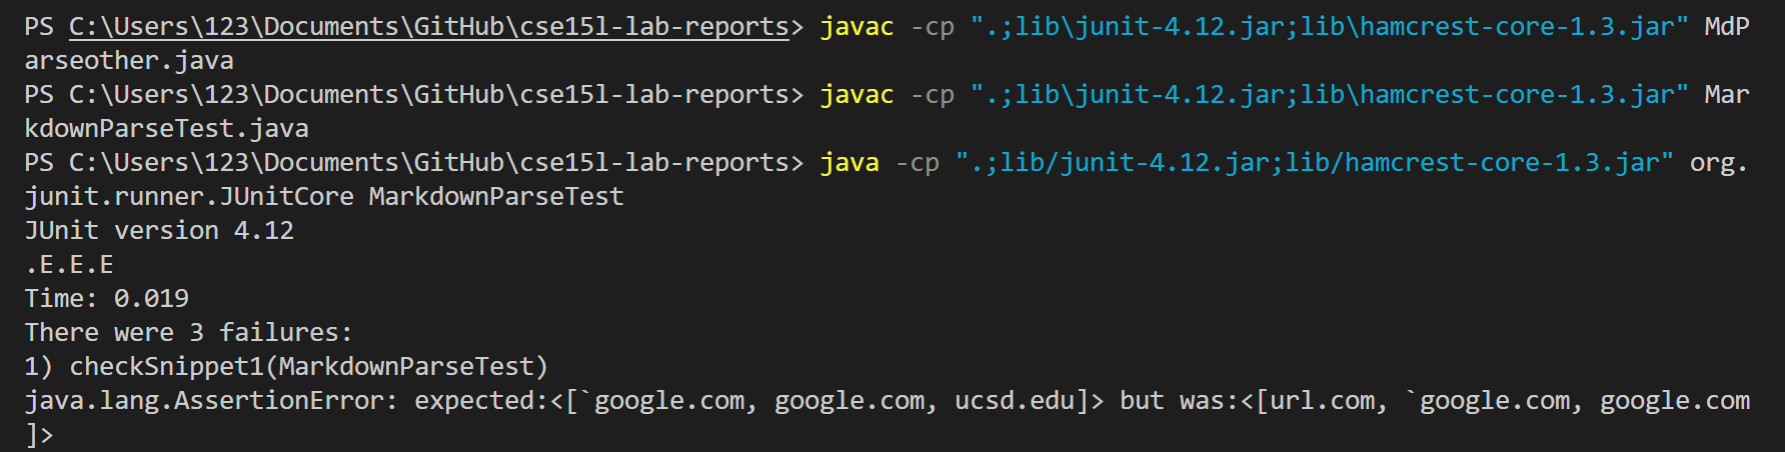 PS C:\Users\123\Documents\GitHub\cse15l-lab-reports> javac -cp ".;lib\junit-4.12.jar;lib\hamcrest-core-1.3.jar" MdP
arseother.java
PS C:\Users\123\Documents\GitHub\cse15l-lab-reports> javac -cp ".;lib\junit-4.12.jar;lib\hamcrest-core-1.3.jar" Mar
kdownParseTest.java
PS C:\Users\123\Documents\GitHub\cse15l-lab-reports> java -cp ".;lib/junit-4.12.jar;lib/hamcrest-core-1.3.jar" org.
junit.runner.JUnitCore MarkdownParseTest
JUnit version 4.12
.E.E.E
Time: 0.019
There were 3 failures:
1) checkSnippet1(MarkdownParseTest)
java.lang.AssertionError: expected:<[`google.com, google.com, ucsd.edu]> but was:<[url.com, `google.com, google.com
]>